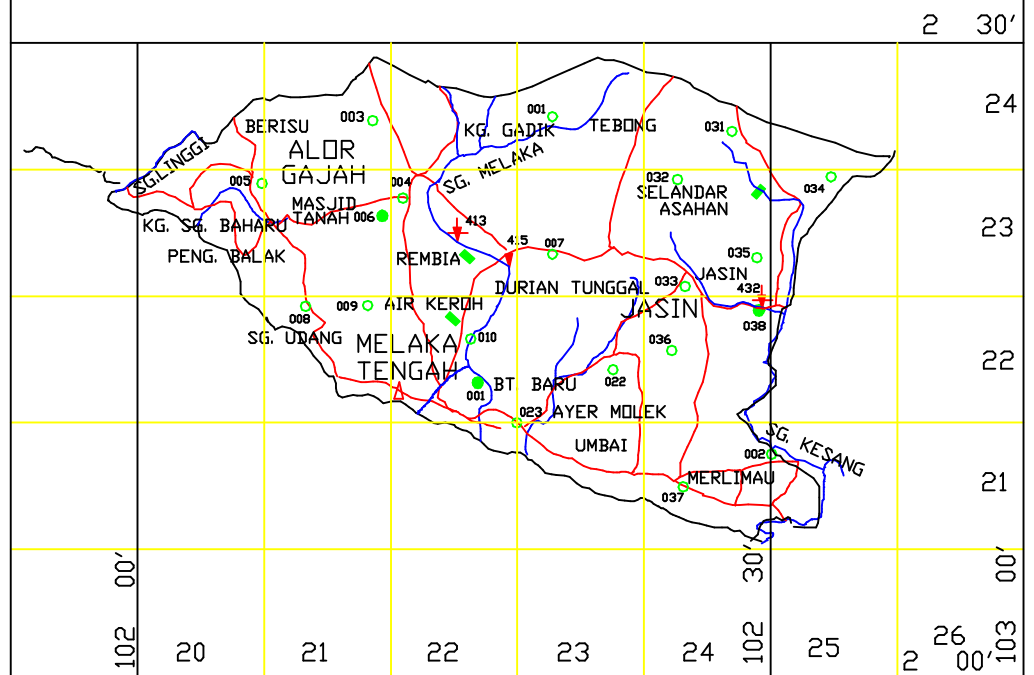 2 30'
24
003
001
BERISU
KG. GADIK
TEBONG
031
ALOR
GAJAH
SG.LINGGI
SG. MELAKA
005
004
032
034
SELANDAR
ASAHAN
MASJID
TANAH
006
413
KG. SG. BAHARU
23
415
007
035
PENG. BALAK
REMBIA
JASIN
DURIAN TUNGGAL
033
432
008
009
AIR KEROH
JASIN
038
SG. UDANG
010
036
MELAKA
TENGAH
22
001
BT BARU
022
023
AYER MOLEK
UMBAI
SG. KESANG
002
MERLIMAU
037
21
00'
30'
00'
102
20
21
22
23
24
102
25
26
2 00'
103